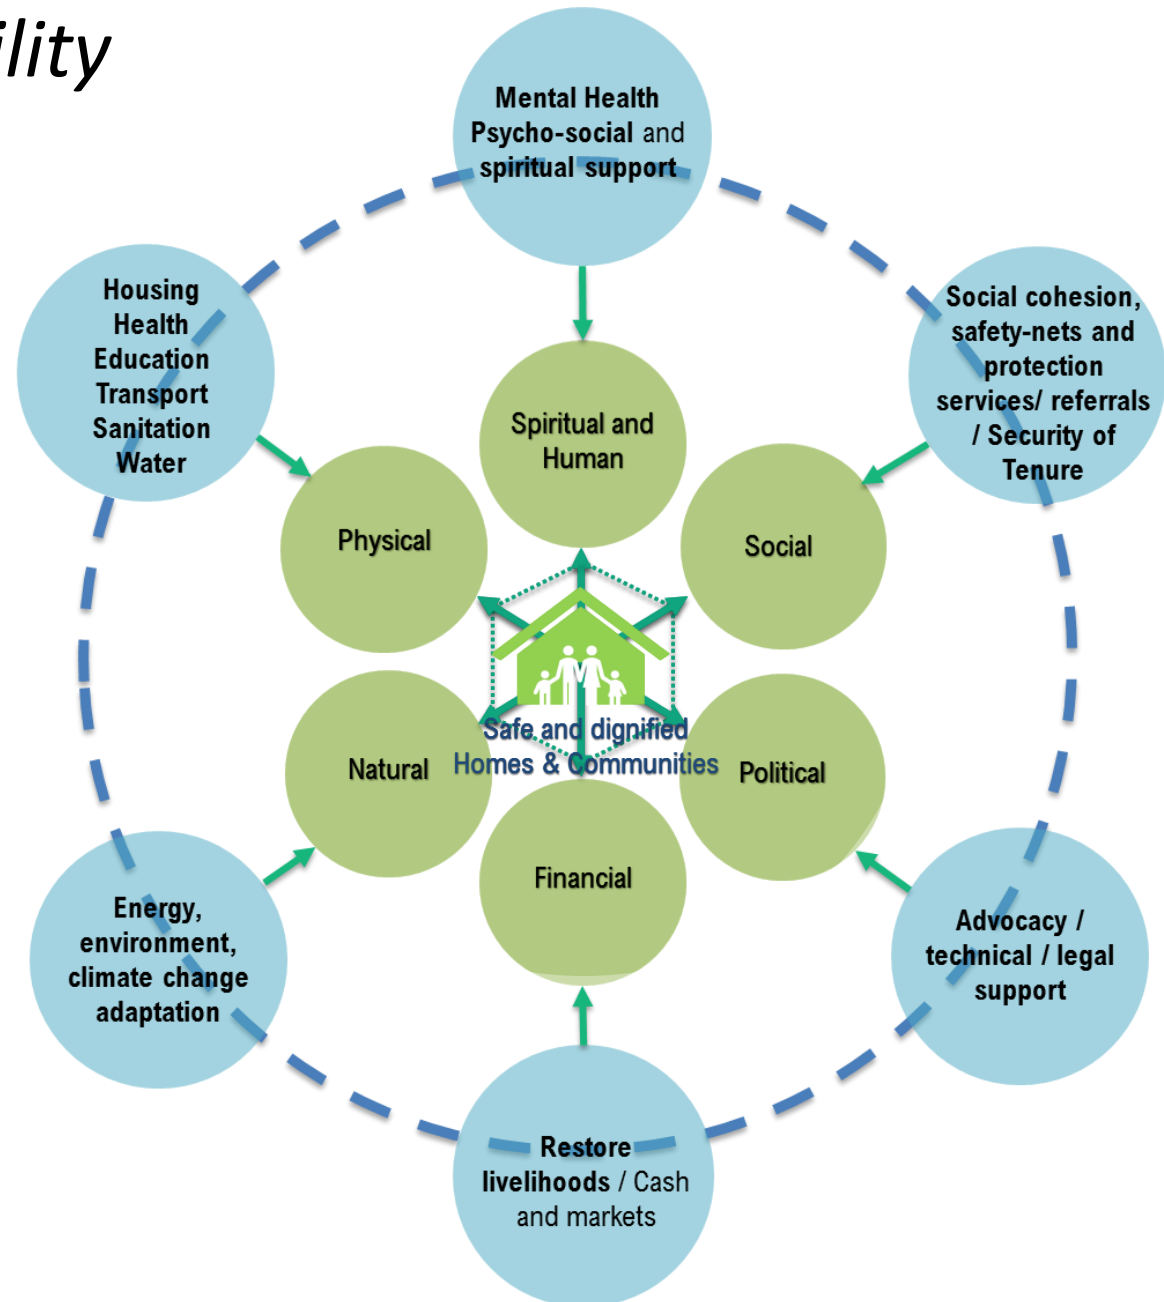 ility
Mental Health
Psycho-social and
spiritual support
Housing
Health
Education
Transport
Sanitation
Water
Social cohesion,
safety-nets and
protection
services/ referrals
/ Security of
Tenure
Spiritual and
Human
Physical
Social
Safe and dignified
Homes & Communities
Natural
Political
Financial
Energy,
environment,
climate change
adaptation
Advocacy /
technical / legal
support
Restore
livelihoods / Cash
and markets